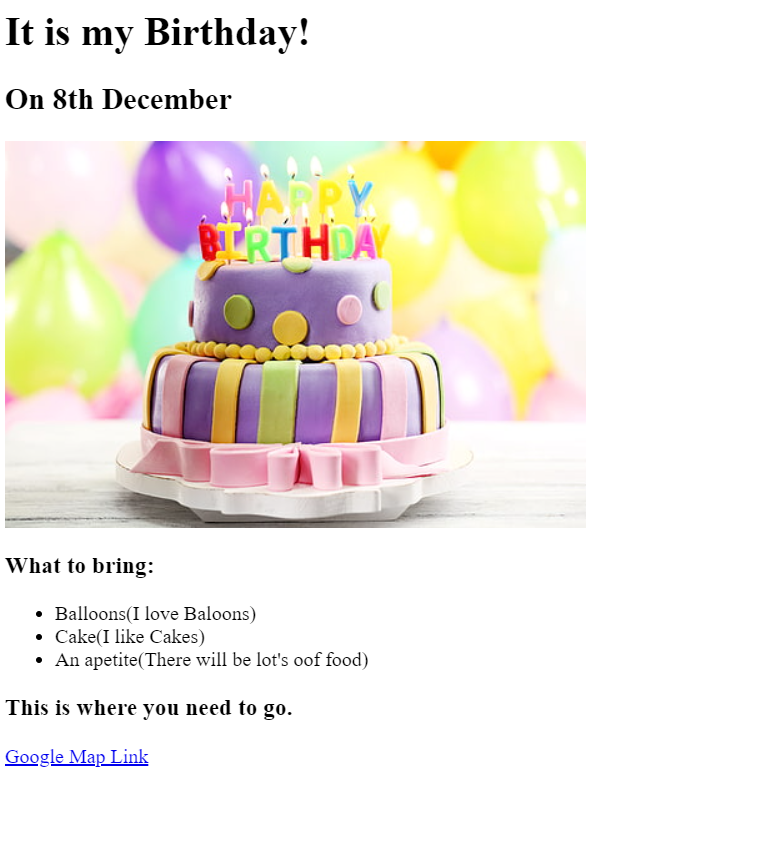 It is my Birthday!
On 8th December
HAPPY
BIRTHDAY
What to bring:
Balloons(I love Baloons)
Cake(I like Cakes)
An apetite(There will be lot's oof food)
This is where you need to go.
Google Map Link